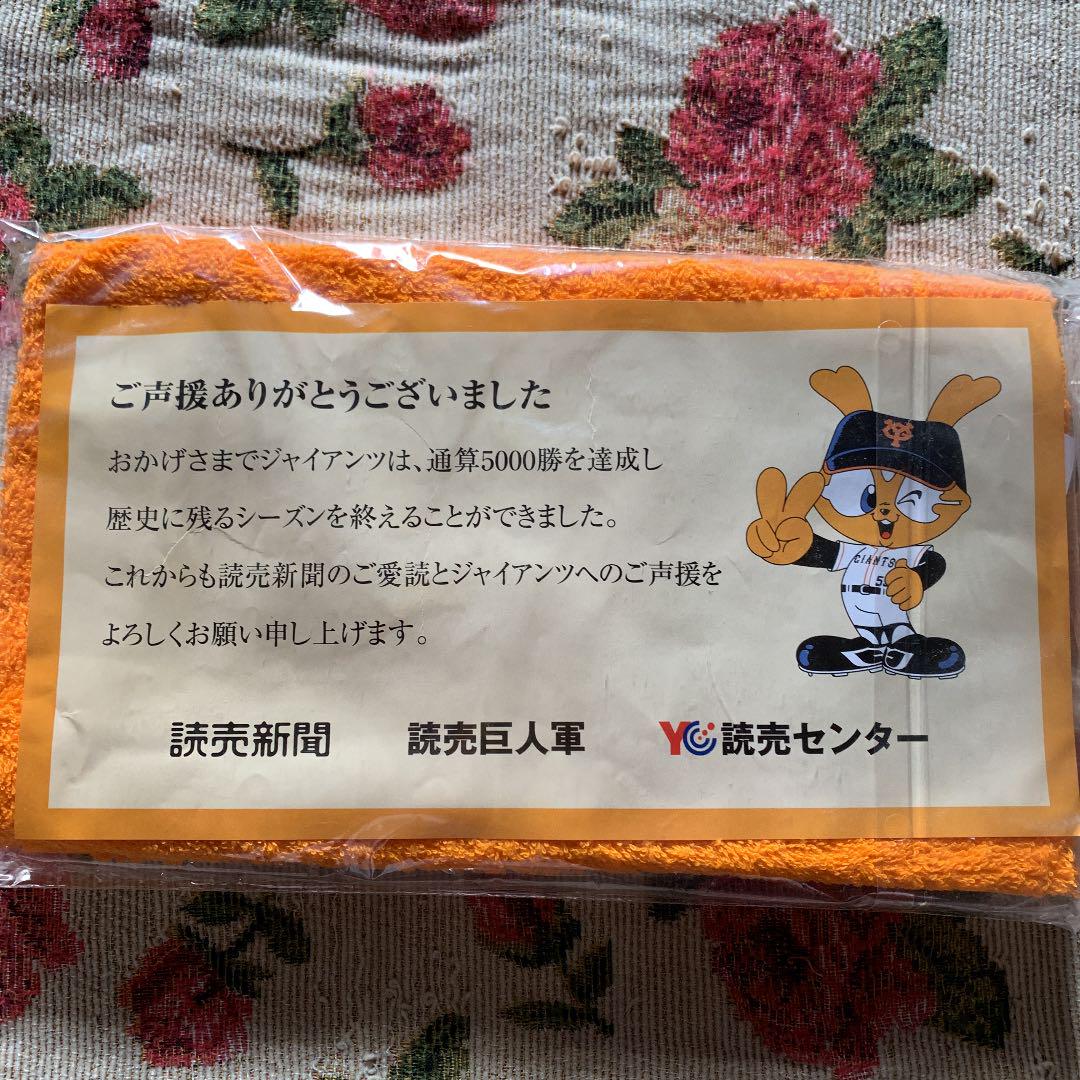 ご声援ありがとうございました
おかげさまでジャイアンツは、通算5000勝を達成し
歴史に残るシーズンを終えることができました。
これからも読売新聞のご愛読とジャイアンツへのご声援を
よろしくお願い申し上げます。
YG
GIANTS
読売新聞
読売巨人軍
YC読売センター